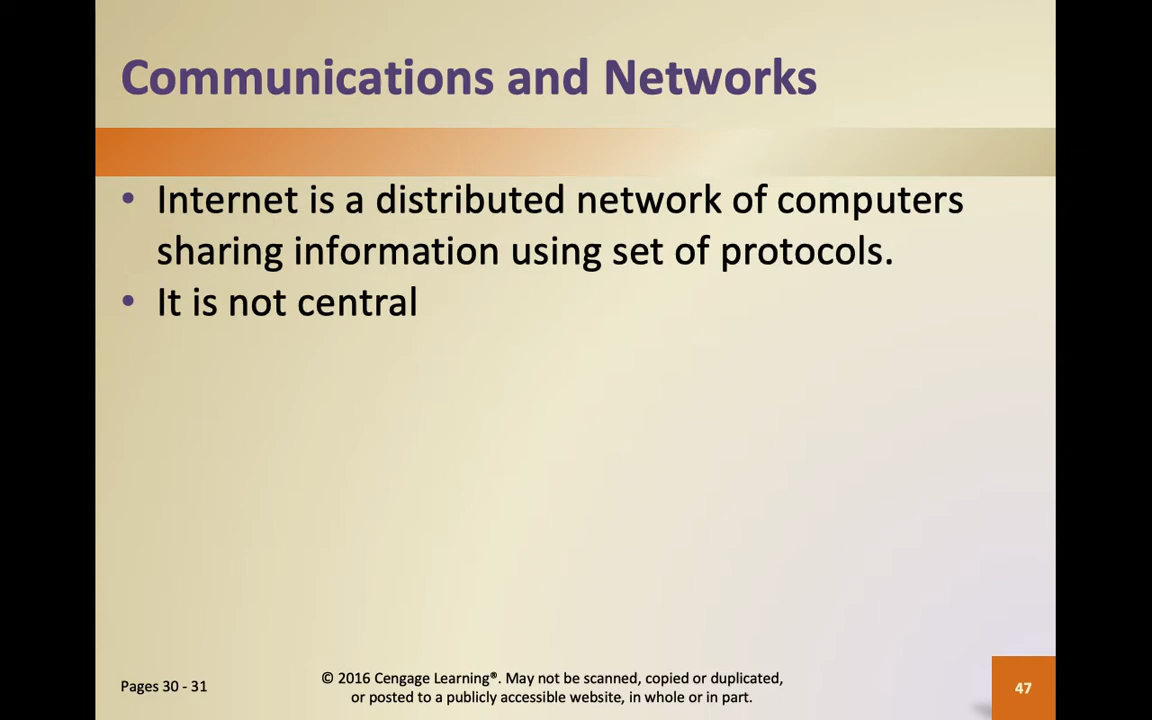 Communications and Networks
• Internet is a distributed network of computers
sharing information using set of protocols.
• It is not central
Pages 30 - 31
© 2016 Cengage Learning®. May not be scanned, copied or duplicated,
or posted to a publicly accessible website, in whole or in part.
47